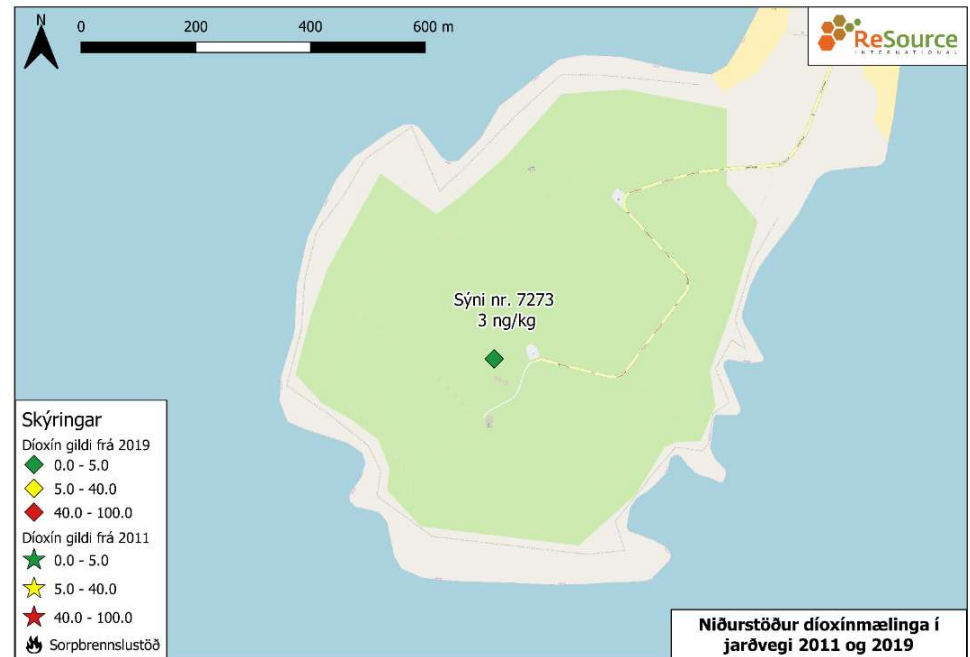 N
0 200 400 600 m
ReSource
INTERNATIONAL
Sýni nr. 7273
3 ng/kg
Skýringar
Díoxín gildi frá 2019
0.0 - 5.0
5.0 - 40.0
40.0 - 100.0
Díoxín gildi frá 2011
0.0 - 5.0
5.0 - 40.0
40.0 - 100.0
Sorpbrennslustöð
Niðurstöður díoxínmælinga í
jarðvegi 2011 og 2019